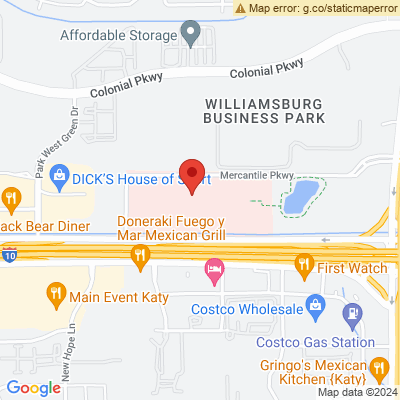 Map error: g.co/staticmaperror
Affordable Storage
Colonial Pkwy
Colonial Pkwy
WILLIAMSBURG
BUSINESS PARK
Park West Green Dr
Mercantile Pkwy
DICK'S House of S
rt
ack Bear Diner
Doneraki Fuego y
Mar Mexican Grill
10
First Watch
Main Event Katy
Costco Wholesale
New Hope Ln
Costco Gas Station
Gringo's Mexican
Kitchen {Katy}
Google
Map data ©2024